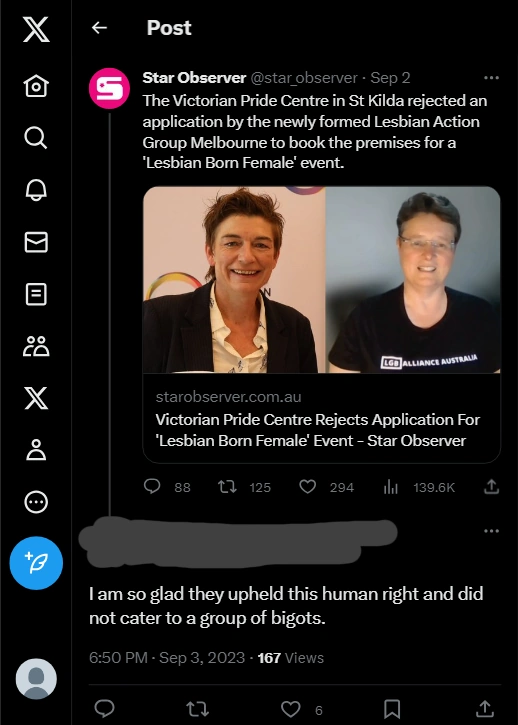 Post
Star Observer @star_observer · Sep 2
The Victorian Pride Centre in St Kilda rejected an
application by the newly formed Lesbian Action
Group Melbourne to book the premises for a
'Lesbian Born Female' event.
LGB ALLIANCE AUSTRALIA
starobserver.com.au
Victorian Pride Centre Rejects Application For
'Lesbian Born Female' Event - Star Observer
88 125 294 139.6K
I am so glad they upheld this human right and did
not cater to a group of bigots.
6:50 PM · Sep 3, 2023 · 167 Views
6